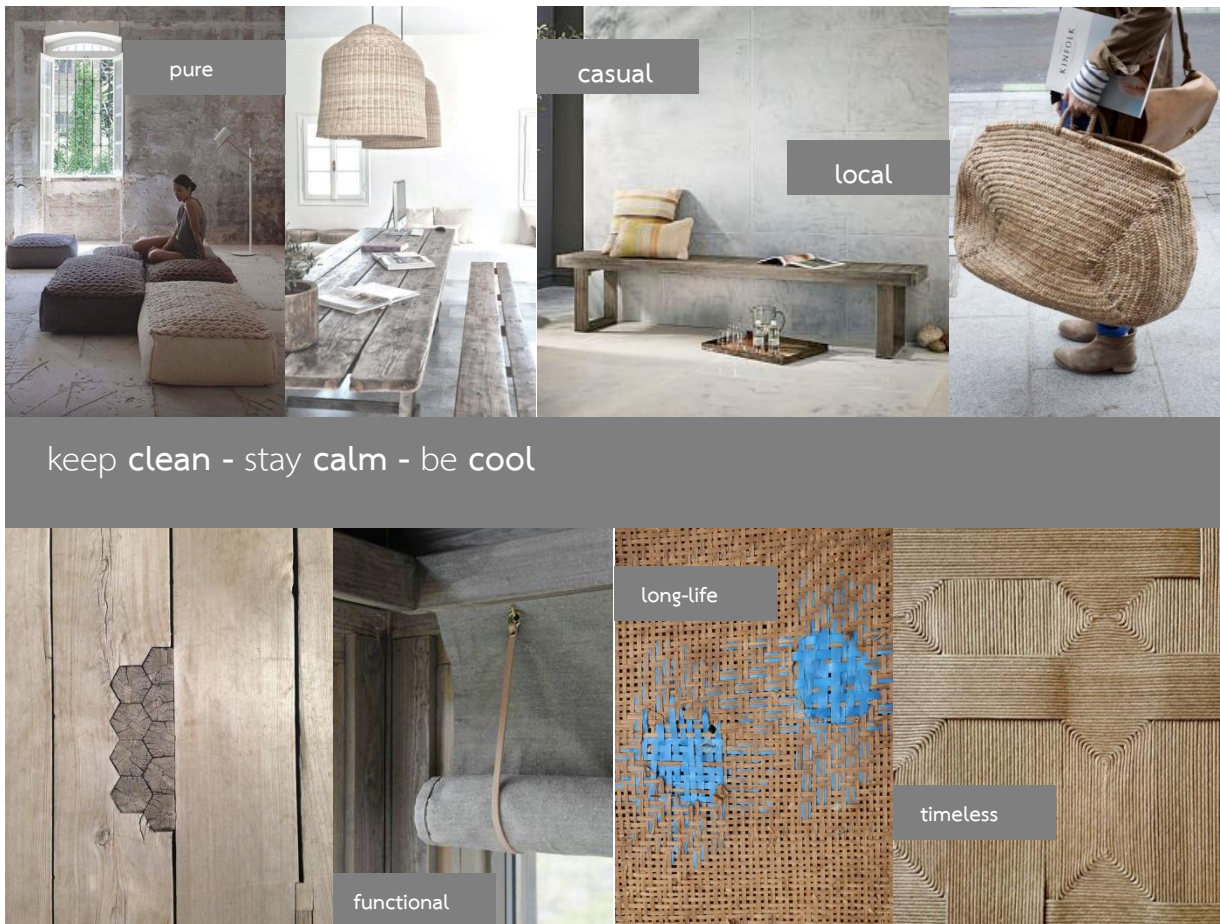 pure
casual
local
KINFOLK
keep clean - stay calm - be cool
long-life
timeless
functional